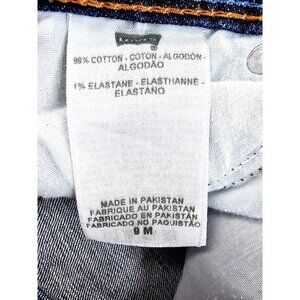 ®
99% COTTON - COTON - ALGODÓN -
ALGODÃO
1% ELASTANE - ELASTHANNE -
ELASTANO
MADE IN PAKISTAN
FABRIQUE AU PAKISTAN
FABRICADO EN PAKISTÁN
FABRICADO NO PAQUISTÃO
9 M